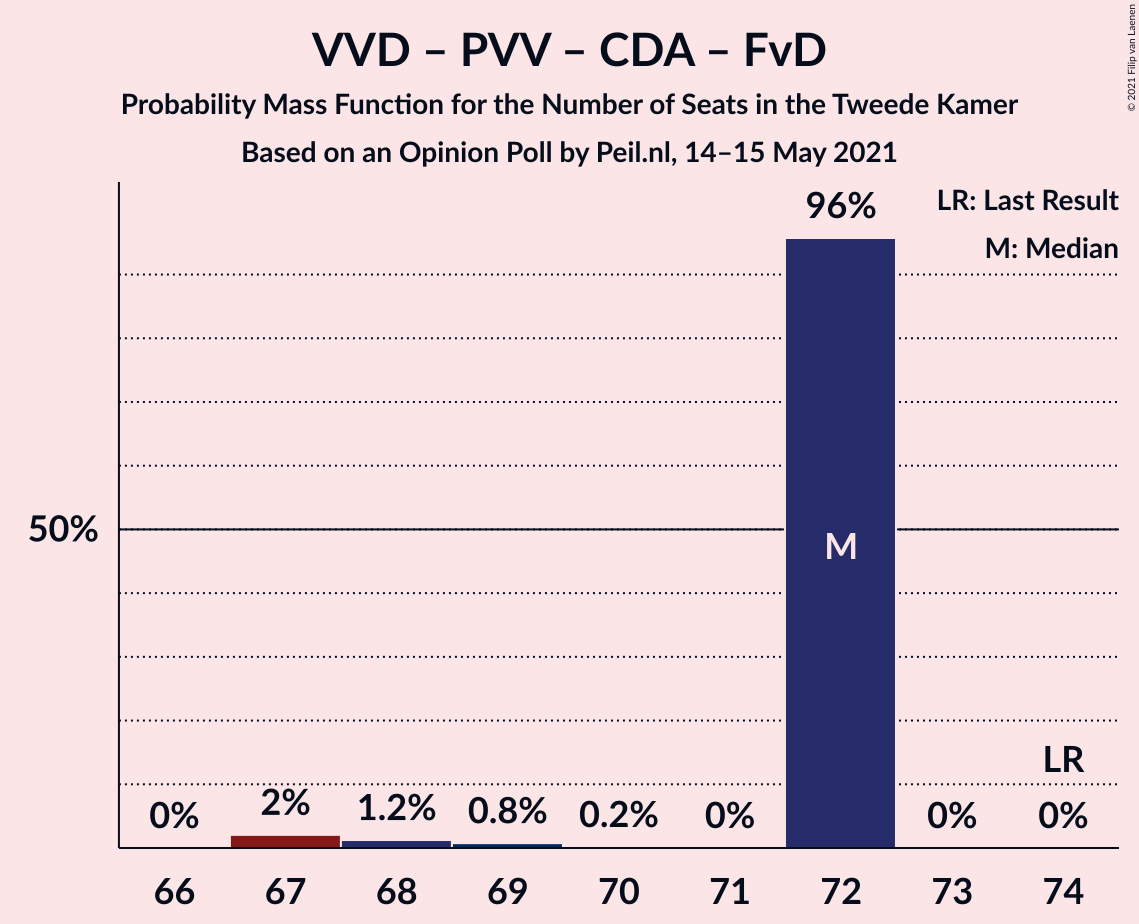 VVD – PVV – CDA – FvD
Probability Mass Function for the Number of Seats in the Tweede Kamer
Based on an Opinion Poll by Peil.nl, 14–15 May 2021
© 2021 Filip van Laenen
LR: Last Result
M: Median
96%
50%
M
LR
0% 2% 1.2% 0.8% 0.2% 0% 0% 0%
66 67 68 69 70 71 72 73 74